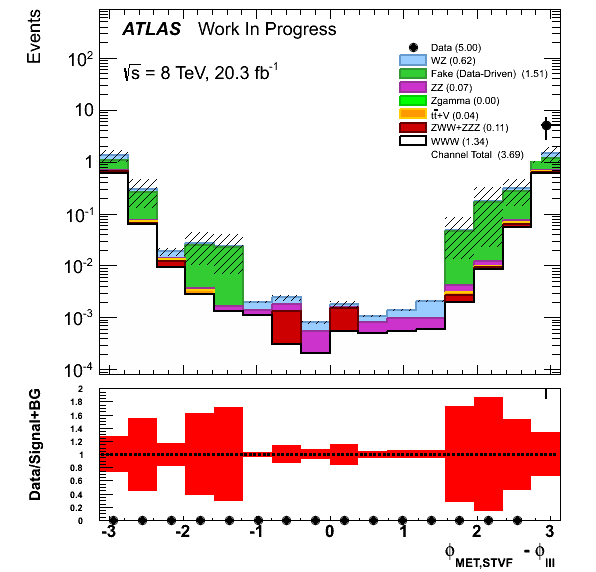 Events
ATLAS Work In Progress
√s = 8 TeV, 20.3 fb⁻¹
Data (5.00)
WZ (0.62)
Fake (Data-Driven) (1.51)
ZZ (0.07)
Zgamma (0.00)
tt̄+V (0.04)
ZWW+ZZZ (0.11)
WWW (1.34)
Channel Total (3.69)
10²
10
1
10⁻¹
10⁻²
10⁻³
10⁻⁴
Data/Signal+BG
2
1.8
1.6
1.4
1.2
1
0.8
0.6
0.4
0.2
0
-3 -2 -1 0 1 2 3
ϕMET,STVF - ϕlll